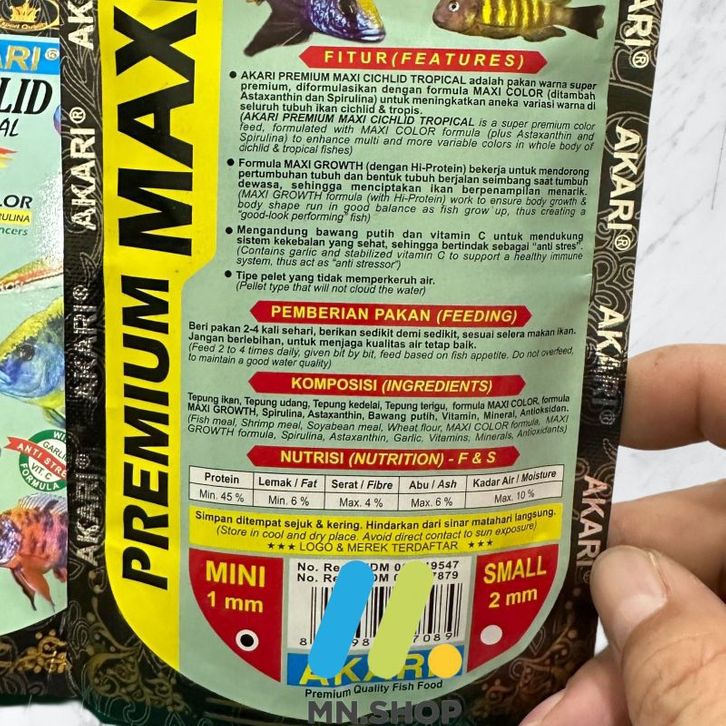 FITUR (FEATURES)
• AKARI PREMIUM MAXI CICHLID TROPICAL adalah pakan warna super
premium, diformulasikan dengan formula MAXI COLOR (ditambah
Astaxanthin dan Spirulina) untuk meningkatkan aneka variasi warna di
seluruh tubuh ikan cichlid & tropis.
(AKARI PREMIUM MAXI CICHLID TROPICAL is a super premium color
feed, formulated with MAXI COLOR formula (plus Astaxanthin and
Spirulina) to enhance multi and more variable colors in whole body of
cichlid & tropical fishes)
• Formula MAXI GROWTH (dengan Hi-Protein) bekerja untuk mendorong
pertumbuhan tubuh dan bentuk tubuh berjalan seimbang saat tumbuh
dewasa, sehingga menciptakan ikan berpenampilan menarik.
(MAXI GROWTH formula (with Hi-Protein) work to ensure body growth &
body shape run in good balance as fish grow up, thus creating a
"good-look performing" fish)
• Mengandung bawang putih dan vitamin C untuk mendukung
sistem kekebalan yang sehat, sehingga bertindak sebagai "anti stres".
(Contains garlic and stabilized vitamin C to support a healthy immune
system, thus act as "anti stressor")
• Tipe pelet yang tidak memperkeruh air.
(Pellet type that will not cloud the water)
PEMBERIAN PAKAN (FEEDING)
Beri pakan 2-4 kali sehari, berikan sedikit demi sedikit, sesuai selera makan ikan.
Jangan berlebihan, untuk menjaga kualitas air tetap baik.
(Feed 2 to 4 times daily, given bit by bit, feed based on fish appetite. Do not overfeed,
to maintain a good water quality)
KOMPOSISI (INGREDIENTS)
Tepung ikan, Tepung udang, Tepung kedelai, Tepung terigu, formula MAXI COLOR, formula
MAXI GROWTH, Spirulina, Astaxanthin, Bawang putih, Vitamin, Mineral, Antioksidan.
(Fish meal, Shrimp meal, Soyabean meal, Wheat flour, MAXI COLOR formula, MAXI
GROWTH formula, Spirulina, Astaxanthin, Garlic, Vitamins, Minerals, Antioxidants)
NUTRISI (NUTRITION) - F & S
Protein Lemak / Fat Serat / Fibre Abu / Ash Kadar Air / Moisture
Min. 45 % Min. 6 % Max. 4 % Max. 6 % Max. 10 %
Simpan ditempat sejuk & kering. Hindarkan dari sinar matahari langsung.
(Store in cool and dry place. Avoid direct contact to sun exposure)
★★★ LOGO & MEREK TERDAFTAR ★★★
MINI
1 mm
No.
No.
SMALL
2 mm
AKARI
Premium Quality Fish Food
MN.SHOP
PREMIUM MAXI
AKARI®
AKARI®
AKARI®
AKARI®
AKARI®
AKARI®
AKARI
COLOR
ANTI STRE
VIT C
FORMULA